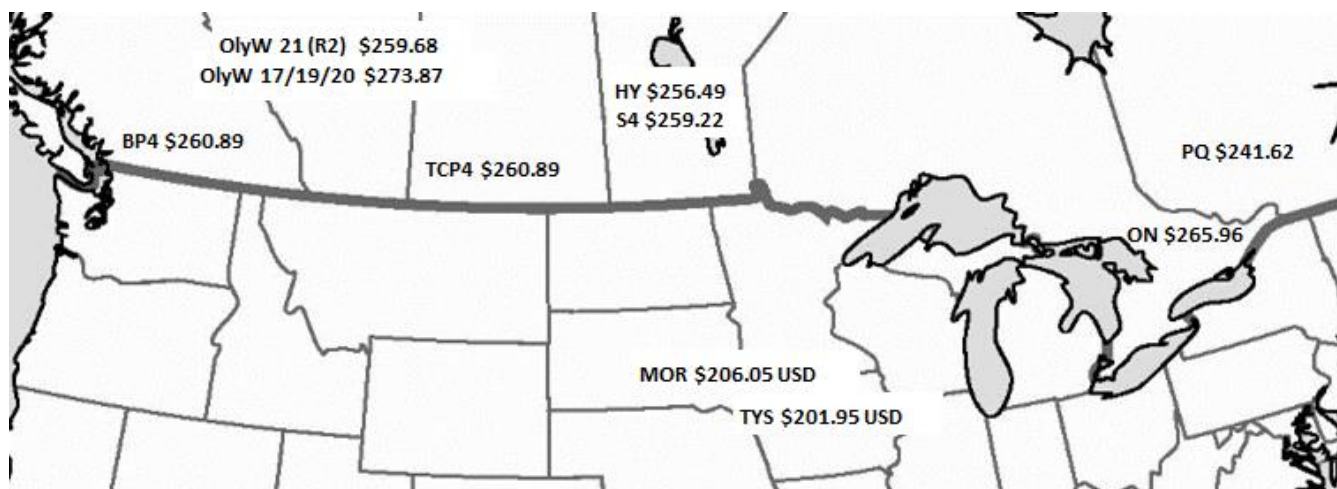 OlyW 21 (R2) $259.68
OlyW 17/19/20 $273.87
HY $256.49
S4 $259.22
BP4 $260.89
TCP4 $260.89
PQ $241.62
ON $265.96
MOR $206.05 USD
TYS $201.95 USD